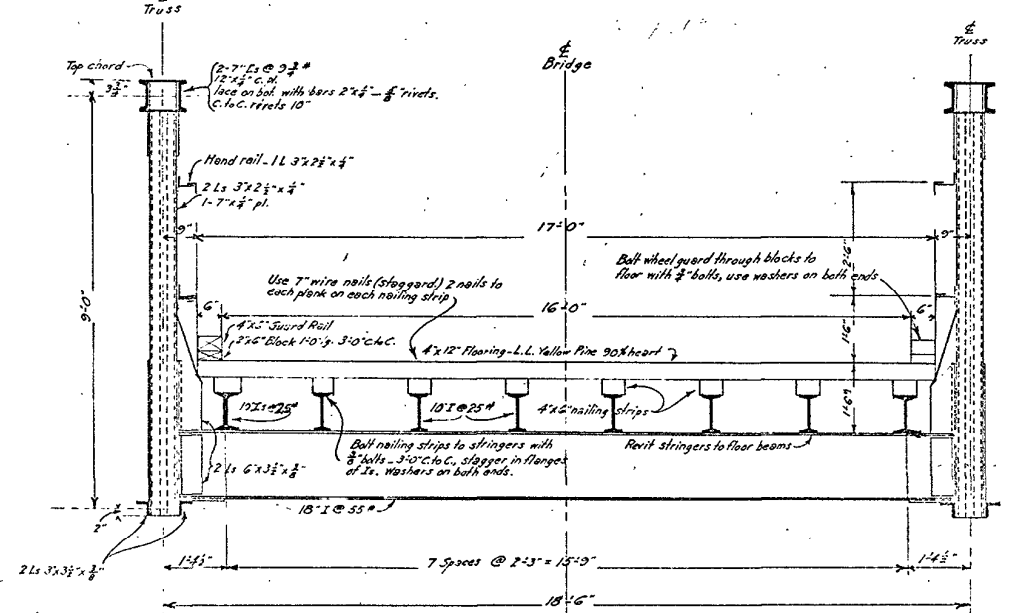 ℄
Truss
℄
Bridge
℄
Truss
Top chord
3 1/2"
2-7" [s @ 9 3/4 #
12"x1/4" c. pl.
lace on bot. with bars 2"x1/4" – 5/8" rivets.
C. to C. rivets 10"
Hand rail - 1 L 3"x2 1/2"x1/4"
2 Ls 3"x2 1/2"x1/4"
1-7"x1/4" pl.
9"
17'-0"
9"
2'-6"
Bolt wheel guard through blocks to
floor with 3/4" bolts, use washers on both ends
Use 7" wire nails (staggard) 2 nails to
each plank on each nailing strip
9'-0"
6"
16'-0"
6"
1'-6"
Guard Rail
2"x6" Block 1'-0" lg. 3'-0" C. to C.
4"x12" Flooring - L.L. Yellow Pine 90% heart
10" Is @ 25#
10" I @ 25#
4"x6" nailing strips
1'-6"
Bolt nailing strips to stringers with
bolts – 3'-0" C. to C., stagger in flanges
of Is. Washers on both ends.
Revit stringers to floor beams
2 Ls 6"x3 1/2"x3/8"
18" I @ 55#
2"
2 Ls 3"x3 1/2"x3/8"
1'-4 1/2"
7 Spaces @ 2'-3" = 15'-9"
1'-4 1/2"
18'-6"